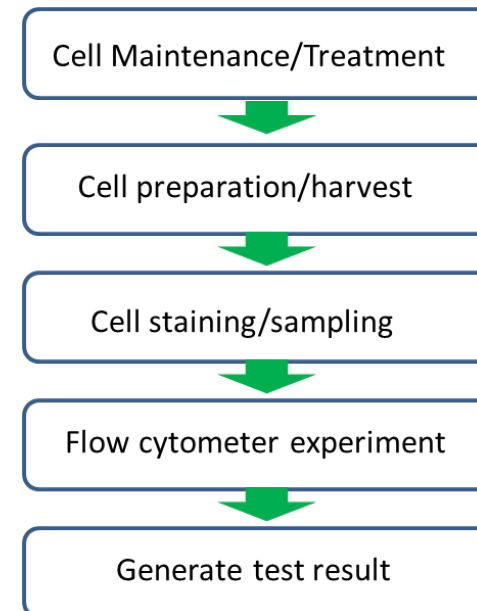 Cell Maintenance/Treatment
Cell preparation/harvest
Cell staining/sampling
Flow cytometer experiment
Generate test result